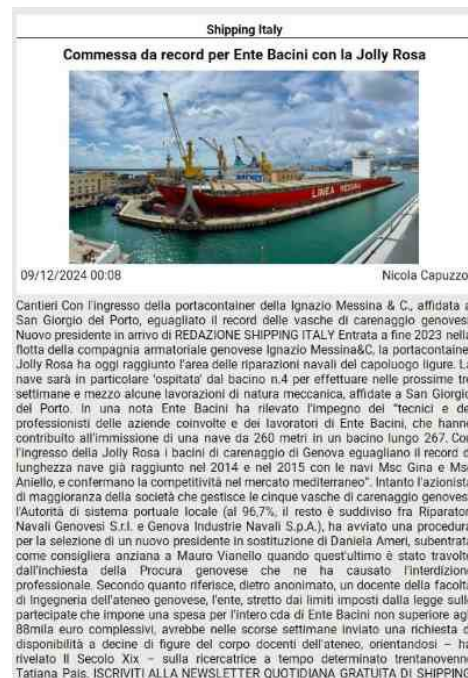 Shipping Italy
Commessa da record per Ente Bacini con la Jolly Rosa
LINEA MESSINA
09/12/2024 00:08 Nicola Capuzzo
Cantieri Con l'ingresso della portacontainer della Ignazio Messina & C., affidata a
San Giorgio del Porto, eguagliato il record delle vasche di carenaggio genovesi
Nuovo presidente in arrivo di REDAZIONE SHIPPING ITALY Entrata a fine 2023 nella
flotta della compagnia armatoriale genovese Ignazio Messina&C, la portacontainer
Jolly Rosa ha oggi raggiunto l'area delle riparazioni navali del capoluogo ligure. La
nave sarà in particolare 'ospitata' dal bacino n.4 per effettuare nelle prossime tre
settimane e mezzo alcune lavorazioni di natura meccanica, affidate a San Giorgio
del Porto. In una nota Ente Bacini ha rilevato l'impegno dei "tecnici e dei
professionisti delle aziende coinvolte e dei lavoratori di Ente Bacini, che hanno
contribuito all'immissione di una nave da 260 metri in un bacino lungo 267. Con
l'ingresso della Jolly Rosa i bacini di carenaggio di Genova eguagliano il record di
lunghezza nave già raggiunto nel 2014 e nel 2015 con le navi Msc Gina e Msc
Aniello, e confermano la competitività nel mercato mediterraneo". Intanto l'azionista
di maggioranza della società che gestisce le cinque vasche di carenaggio genovesi
l'Autorità di sistema portuale locale (al 96,7%, il resto è suddiviso fra Riparatori
Navali Genovesi S.r.l. e Genova Industrie Navali S.p.A.), ha avviato una procedura
per la selezione di un nuovo presidente in sostituzione di Daniela Ameri, subentrata
come consigliera anziana a Mauro Vianello quando quest'ultimo è stato travolto
dall'inchiesta della Procura genovese che ne ha causato l'interdizione
professionale. Secondo quanto riferisce, dietro anonimato, un docente della facoltà
di Ingegneria dell'ateneo genovese, l'ente, stretto dai limiti imposti dalla legge sulle
partecipate che impone una spesa per l'intero cda di Ente Bacini non superiore agli
88mila euro complessivi, avrebbe nelle scorse settimane inviato una richiesta di
disponibilità a decine di figure del corpo docenti dell'ateneo, orientandosi – ha
rivelato Il Secolo Xix – sulla ricercatrice a tempo determinato trentanovenne
Tatiana Pais. ISCRIVITI ALLA NEWSLETTER QUOTIDIANA GRATUITA DI SHIPPING